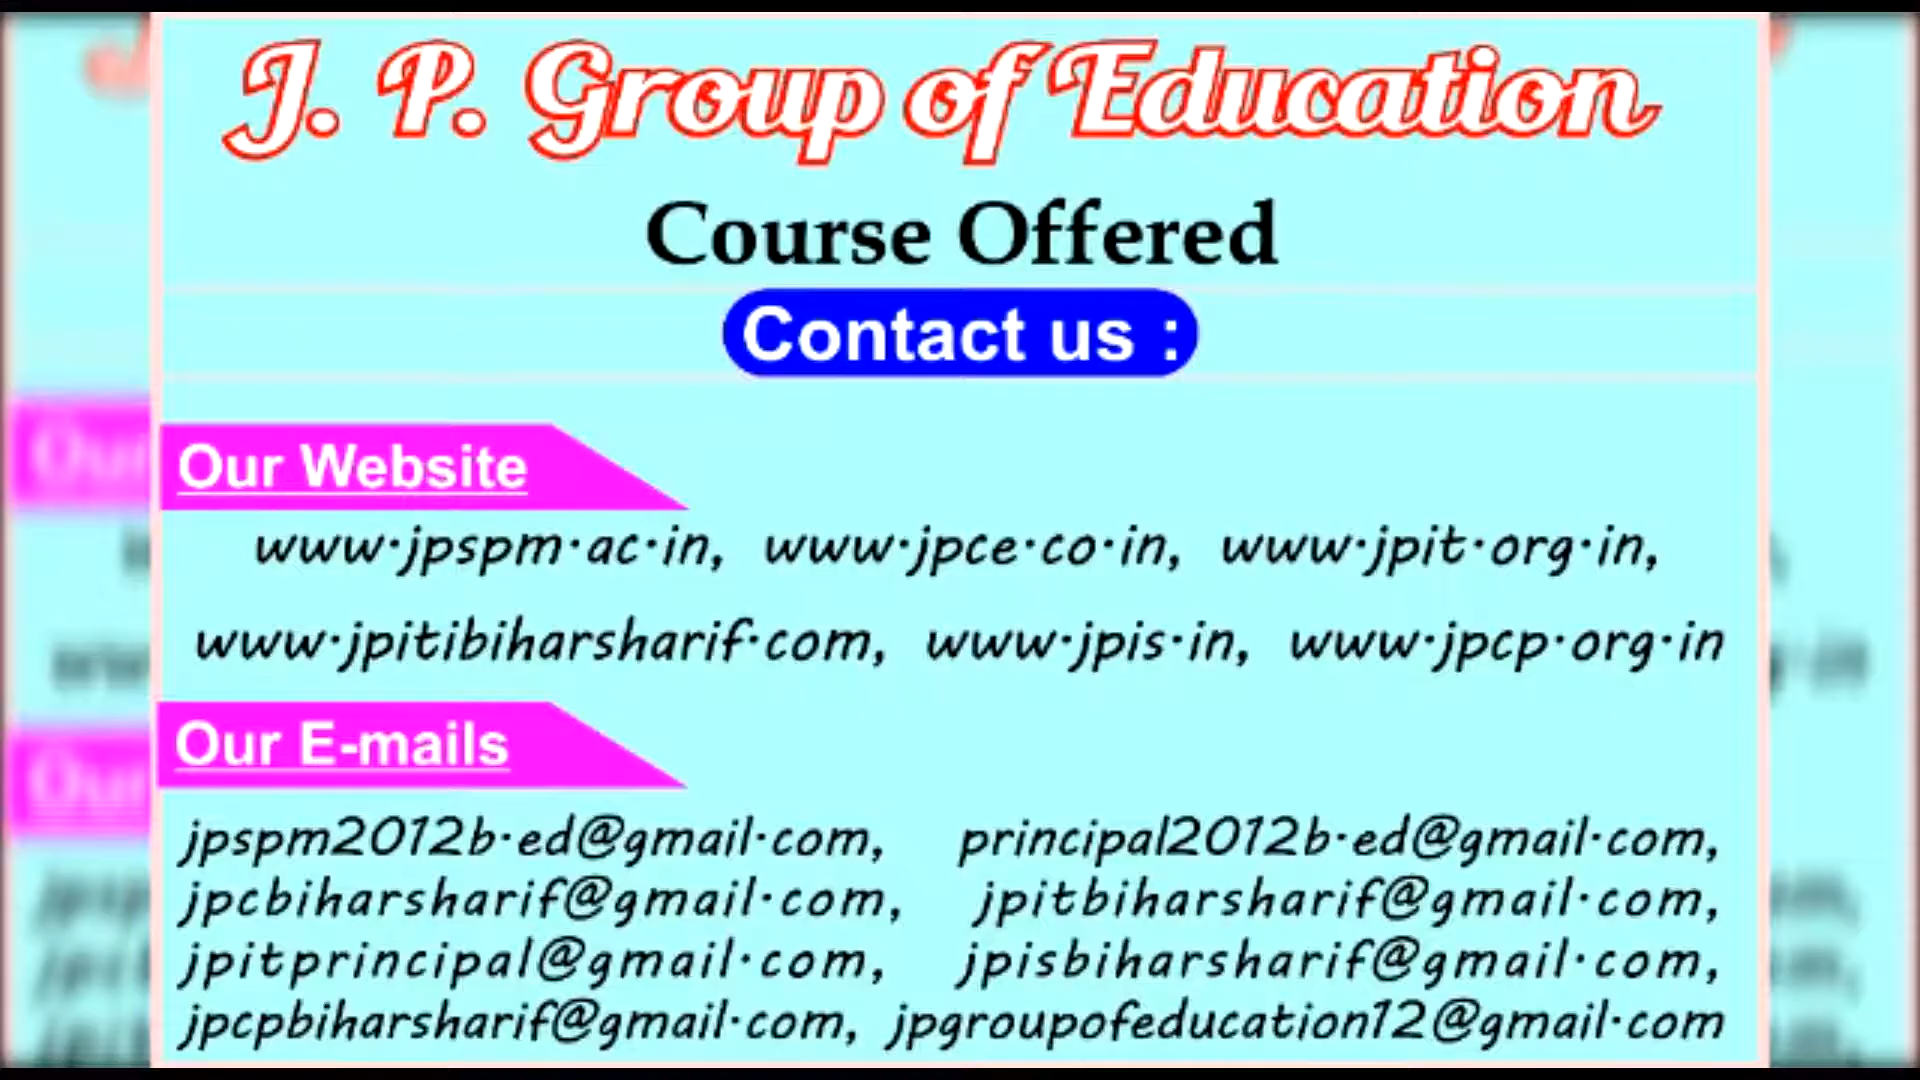 J. P. Group of Education
Course Offered
Contact us :
Our Website
www.jpspm.ac.in, www.jpce.co.in, www.jpit.org.in,
www.jpitibiharsharif.com, www.jpis.in, www.jpcp.org.in
Our E-mails
jpspm2012b.ed@gmail.com, principal2012b.ed@gmail.com,
jpcbiharsharif@gmail.com, jpitbiharsharif@gmail.com,
jpitprincipal@gmail.com, jpisbiharsharif@gmail.com,
jpcpbiharsharif@gmail.com, jpgroupofeducation12@gmail.com